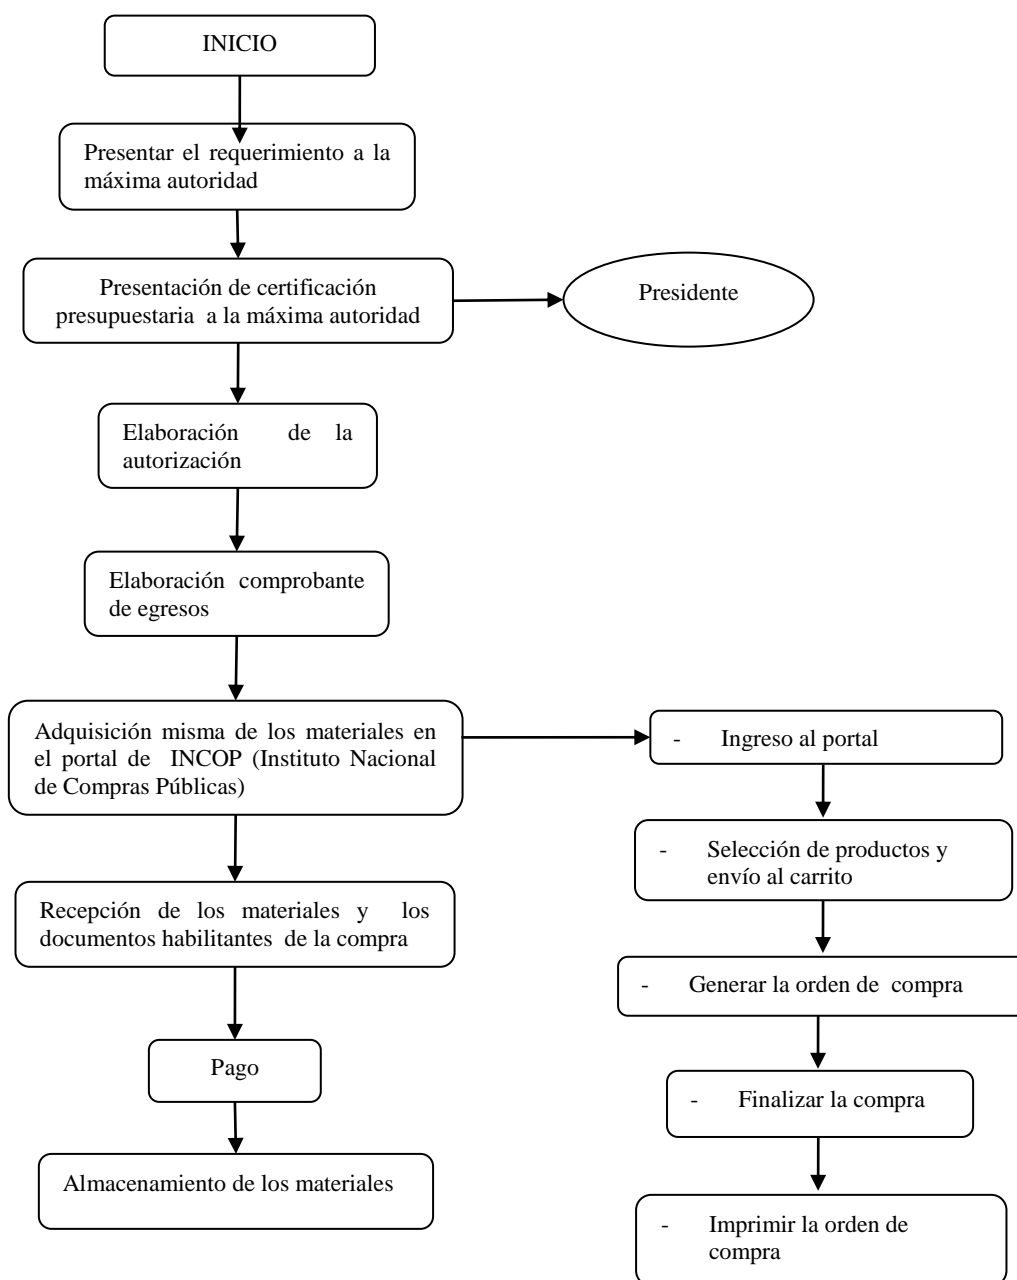 INICIO
Presentar el requerimiento a la
máxima autoridad
Presentación de certificación
presupuestaria a la máxima autoridad
Presidente
Elaboración de la
autorización
Elaboración comprobante
de egresos
Adquisición misma de los materiales en
el portal de INCOP (Instituto Nacional
de Compras Públicas)
Recepción de los materiales y los
documentos habilitantes de la compra
Pago
Almacenamiento de los materiales
- Ingreso al portal
- Selección de productos y
envío al carrito
- Generar la orden de compra
- Finalizar la compra
- Imprimir la orden de
compra